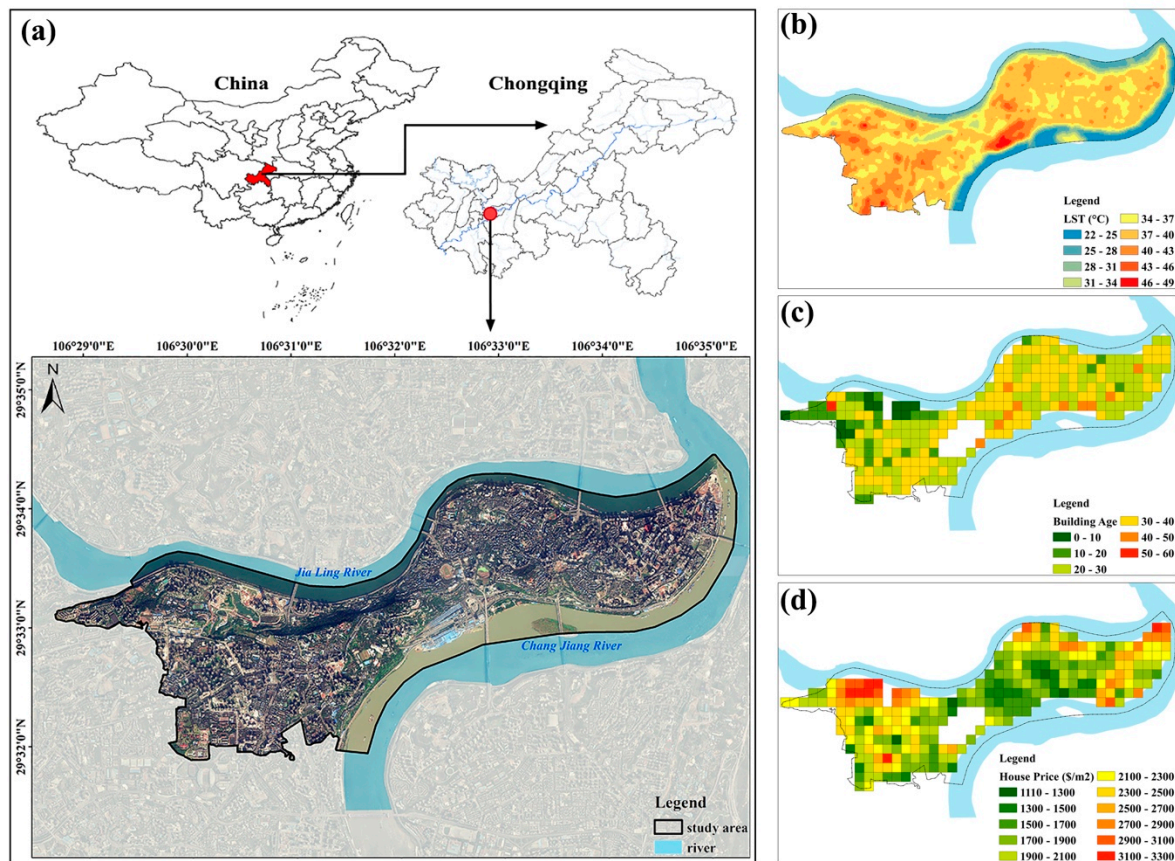 (a)
China
Chongqing
106°29'0"E 106°30'0"E 106°31'0"E 106°32'0"E 106°33'0"E 106°34'0"E 106°35'0"E
N
29°35'0"N
29°34'0"N
29°33'0"N
29°32'0"N
Jia Ling River
Chang Jiang River
Legend
study area
river
(b)
Legend
LST (°C)
22 - 25
25 - 28
28 - 31
31 - 34
34 - 37
37 - 40
40 - 43
43 - 46
46 - 49
(c)
Legend
Building Age
0 - 10
10 - 20
20 - 30
30 - 40
40 - 50
50 - 60
(d)
Legend
House Price ($/m2)
1110 - 1300
1300 - 1500
1500 - 1700
1700 - 1900
1900 - 2100
2100 - 2300
2300 - 2500
2500 - 2700
2700 - 2900
2900 - 3100
3100 - 3300